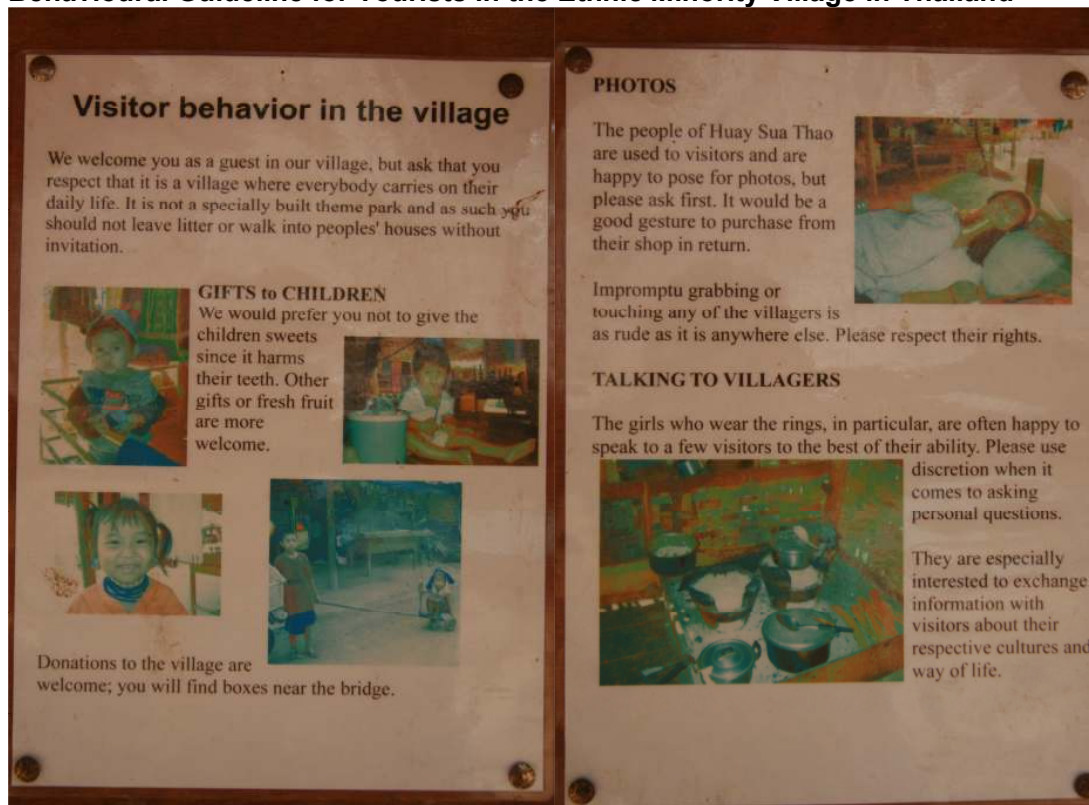 Behavioural Guideline for Tourists in the Ethnic Minority Village in Thailand
Visitor behavior in the village
We welcome you as a guest in our village, but ask that you
respect that it is a village where everybody carries on their
daily life. It is not a specially built theme park and as such you
should not leave litter or walk into peoples' houses without
invitation.
GIFTS to CHILDREN
We would prefer you not to give the
children sweets
since it harms
their teeth. Other
gifts or fresh fruit
are more
welcome.
Donations to the village are
welcome; you will find boxes near the bridge.
PHOTOS
The people of Huay Sua Thao
are used to visitors and are
happy to pose for photos, but
please ask first. It would be a
good gesture to purchase from
their shop in return.
Impromptu grabbing or
touching any of the villagers is
as rude as it is anywhere else. Please respect their rights.
TALKING TO VILLAGERS
The girls who wear the rings, in particular, are often happy to
speak to a few visitors to the best of their ability. Please use
discretion when it
comes to asking
personal questions.
They are especially
interested to exchange
information with
visitors about their
respective cultures and
way of life.